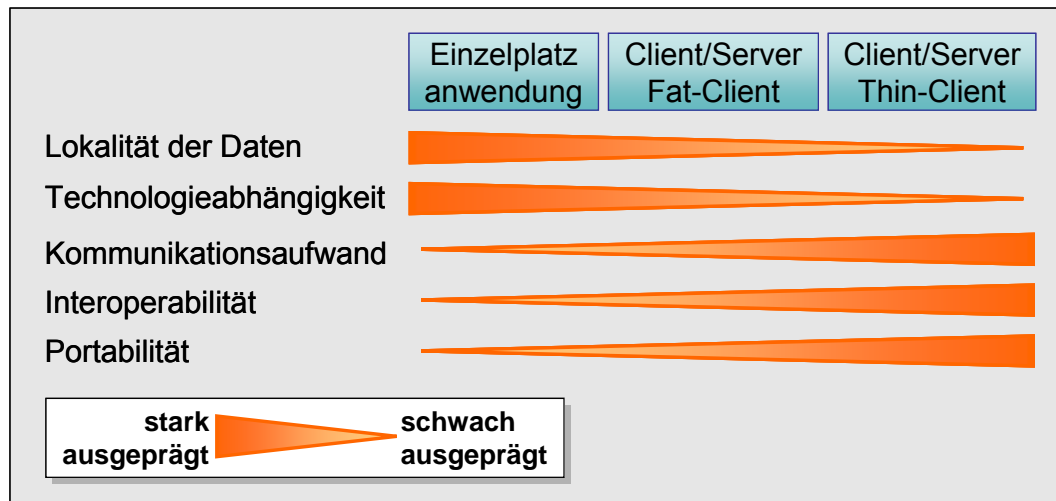 Einzelplatz
anwendung
Client/Server
Fat-Client
Client/Server
Thin-Client
Lokalität der Daten
Technologieabhängigkeit
Kommunikationsaufwand
Interoperabilität
Portabilität
stark
ausgeprägt
schwach
ausgeprägt